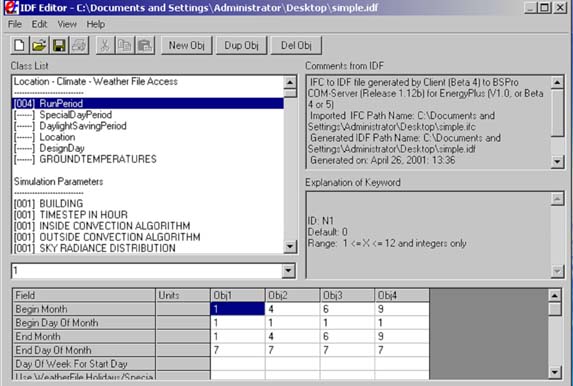 IDF Editor - C:\Documents and Settings\Administrator\Desktop\simple.idf
File Edit View Help
New Obj Dup Obj Del Obj
Class List
Location - Climate - Weather File Access
------------------------
[004] RunPeriod
[------] SpecialDayPeriod
[------] DaylightSavingPeriod
[------] Location
[------] DesignDay
[------] GROUNDTEMPERATURES
Simulation Parameters
------------------------
[001] BUILDING
[001] TIMESTEP IN HOUR
[001] INSIDE CONVECTION ALGORITHM
[001] OUTSIDE CONVECTION ALGORITHM
[001] SKY RADIANCE DISTRIBUTION
Comments from IDF
IFC to IDF file generated by Client (Beta 4) to BSPro
COM-Server (Release 1.12b) for EnergyPlus (V1.0, or Beta
4 or 5)
Imported IFC Path Name: C:\Documents and
Settings\Administrator\Desktop\simple.ifc
Generated IDF Path Name: C:\Documents and
Settings\Administrator\Desktop\simple.idf
Generated on: April 26, 2001: 13:36
Explanation of Keyword
ID: N1
Default: 0
Range: 1 <= X <= 12 and integers only
1
Field Units Obj1 Obj2 Obj3 Obj4
Begin Month 1 4 6 9
Begin Day Of Month 1 1 1 1
End Month 1 4 6 9
End Day Of Month 7 7 7 7
Day Of Week For Start Day
Use WeatherFile Holidays/Specia